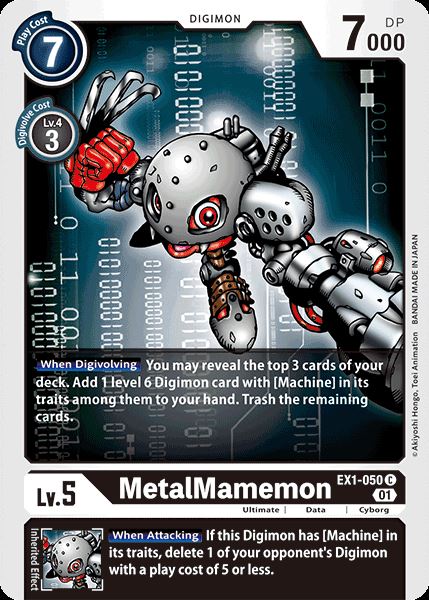 DIGIMON
Play Cost
7
DP
7000
Digivolve Cost
Lv.4
3
©Akiyoshi Hongo, Toei Animation BANDAI MADE IN JAPAN
When Digivolving You may reveal the top 3 cards of your
deck. Add 1 level 6 Digimon card with [Machine] in its
traits among them to your hand. Trash the remaining
cards.
Lv.5
MetalMamemon
EX1-050 C
01
Ultimate | Data | Cyborg
Inherited Effect
When Attacking If this Digimon has [Machine] in
its traits, delete 1 of your opponent's Digimon
with a play cost of 5 or less.